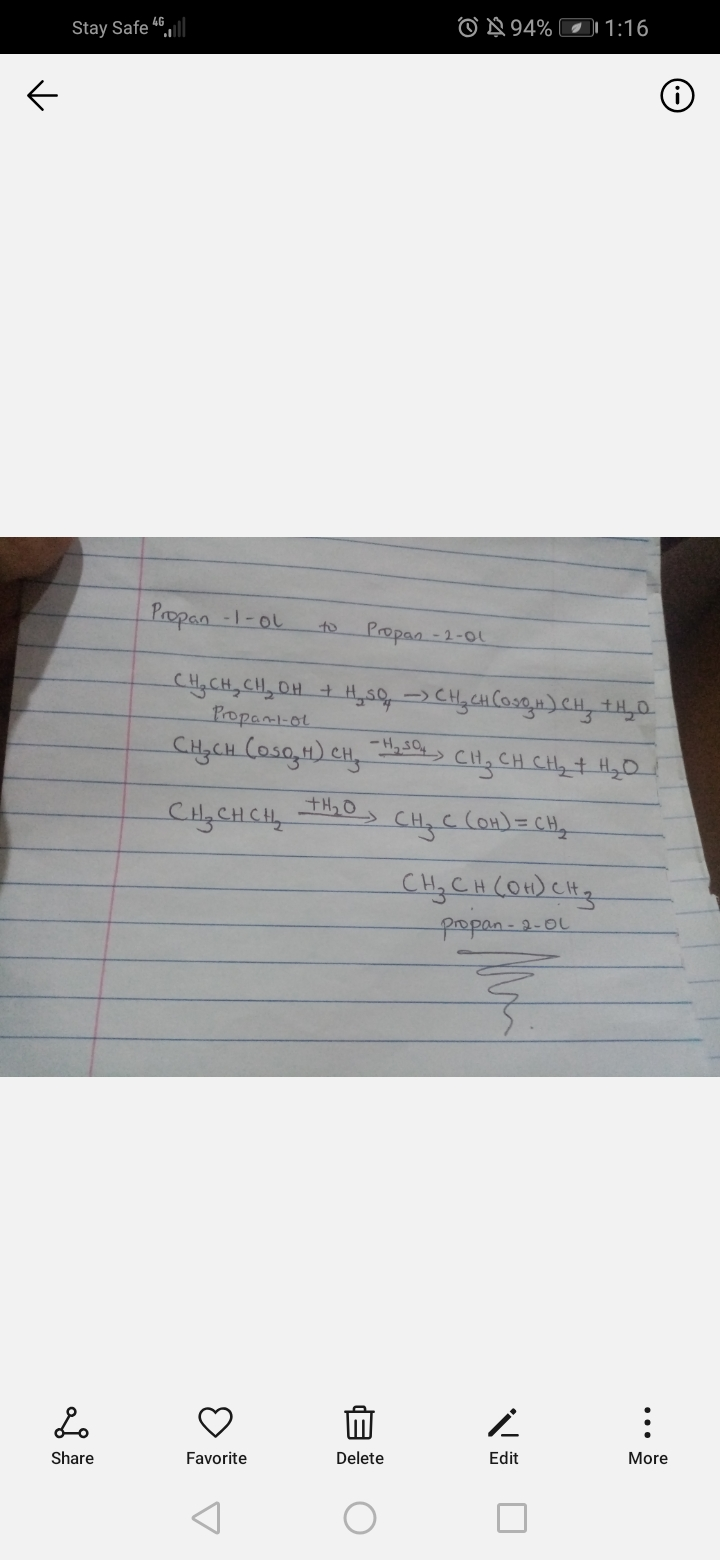 Stay Safe 4G 94% 1:16
Propan -1-ol to Propan -2-ol
CH₃CH₂CH₂OH + H₂SO₄ → CH₃CH(OSO₃H)CH₃ + H₂O
Propan-1-ol
CH₃CH(OSO₃H)CH₃ -H₂SO₄→ CH₃CHCH₂ + H₂O
CH₃CHCH₂ +H₂O→ CH₃C(OH)=CH₂
CH₃CH(OH)CH₃
propan-2-ol
Share Favorite Delete Edit More